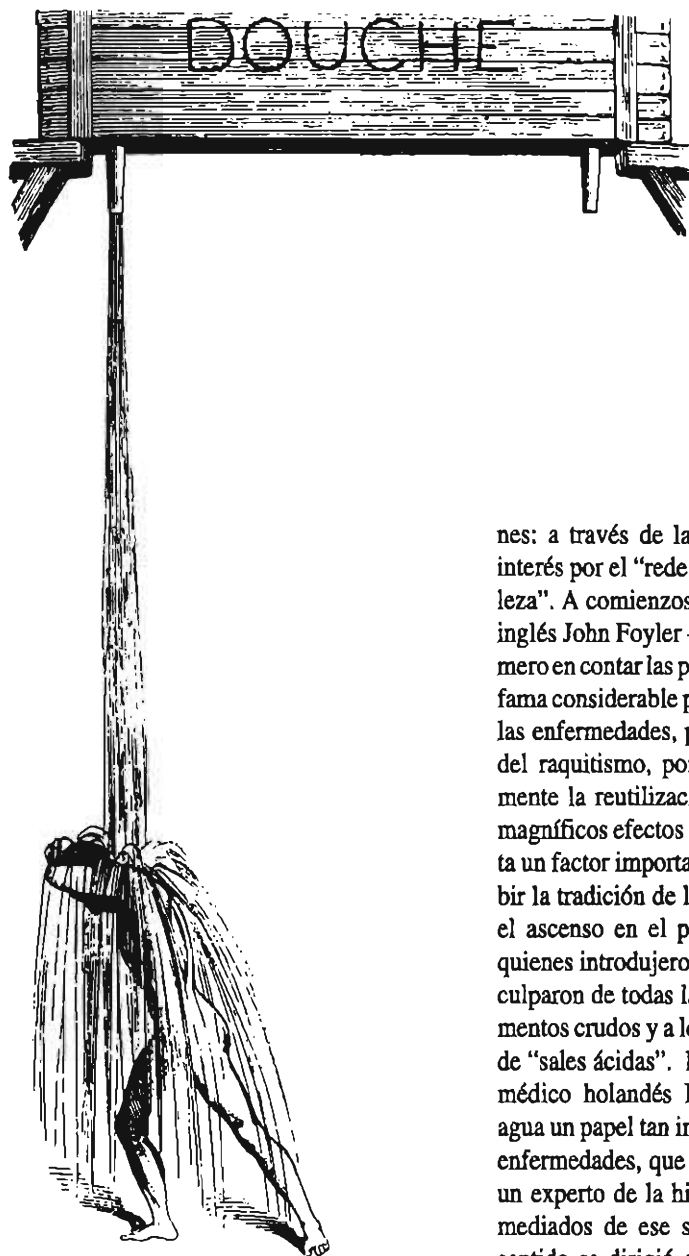 DOUCHE
nes: a través de la
interés por el “rede
leza”. A comienzos
inglés John Foyler
mero en contar las p
fama considerable p
las enfermedades, p
del raquitismo, por
mente la reutilizac
magníficos efectos
ta un factor importa
bir la tradición de l
el ascenso en el p
quienes introdujero
culparon de todas l
mentos crudos y a lo
de “sales ácidas”.
médico holandés
agua un papel tan in
enfermedades, que
un experto de la hi
mediados de ese s